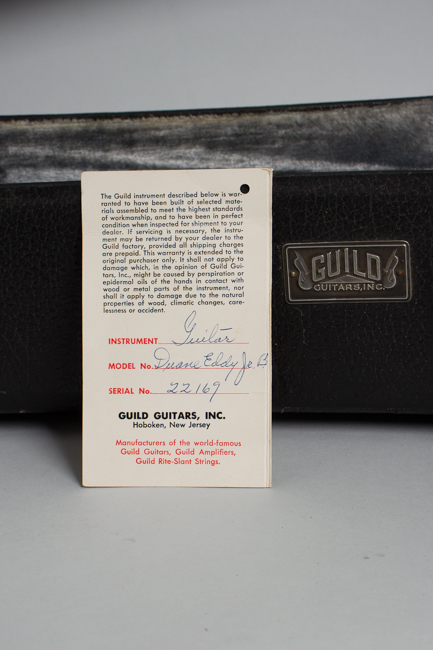 The Guild instrument described below is war-
ranted to have been built of selected mate-
rials assembled to meet the highest standards
of workmanship, and to have been in perfect
condition when inspected for shipment to your
dealer. If servicing is necessary, the instru-
ment may be returned by your dealer to the
Guild factory, provided all shipping charges
are prepaid. This warranty is extended to the
original purchaser only. It shall not apply to
damage which, in the opinion of Guild Gui-
tars, Inc., might be caused by perspiration or
epidermal oils of the hands in contact with
wood or metal parts of the instrument, nor
shall it apply to damage due to the natural
properties of wood, climatic changes, care-
lessness or accident.
INSTRUMENT Guitar
MODEL No. Duane Eddy Jr.
SERIAL No. 22169
GUILD GUITARS, INC.
Hoboken, New Jersey
Manufacturers of the world-famous
Guild Guitars, Guild Amplifiers,
Guild Rite-Slant Strings.
GUILD
GUITARS, INC.